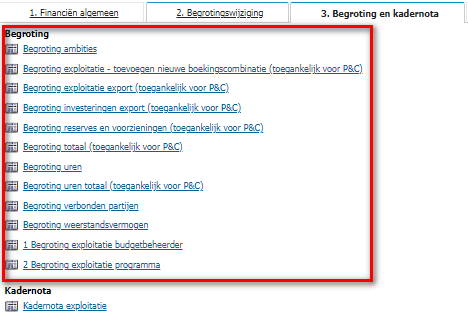 1. Financiën algemeen
2. Begrotingswijziging
3. Begroting en kadernota
Begroting
Begroting ambities
Begroting exploitatie - toevoegen nieuwe boekingscombinatie (toegankelijk voor P&C)
Begroting exploitatie export (toegankelijk voor P&C)
Begroting investeringen export (toegankelijk voor P&C)
Begroting reserves en voorzieningen (toegankelijk voor P&C)
Begroting totaal (toegankelijk voor P&C)
Begroting uren
Begroting uren totaal (toegankelijk voor P&C)
Begroting verbonden partijen
Begroting weerstandsvermogen
1 Begroting exploitatie budgetbeheerder
2 Begroting exploitatie programma
Kadernota
Kadernota exploitatie